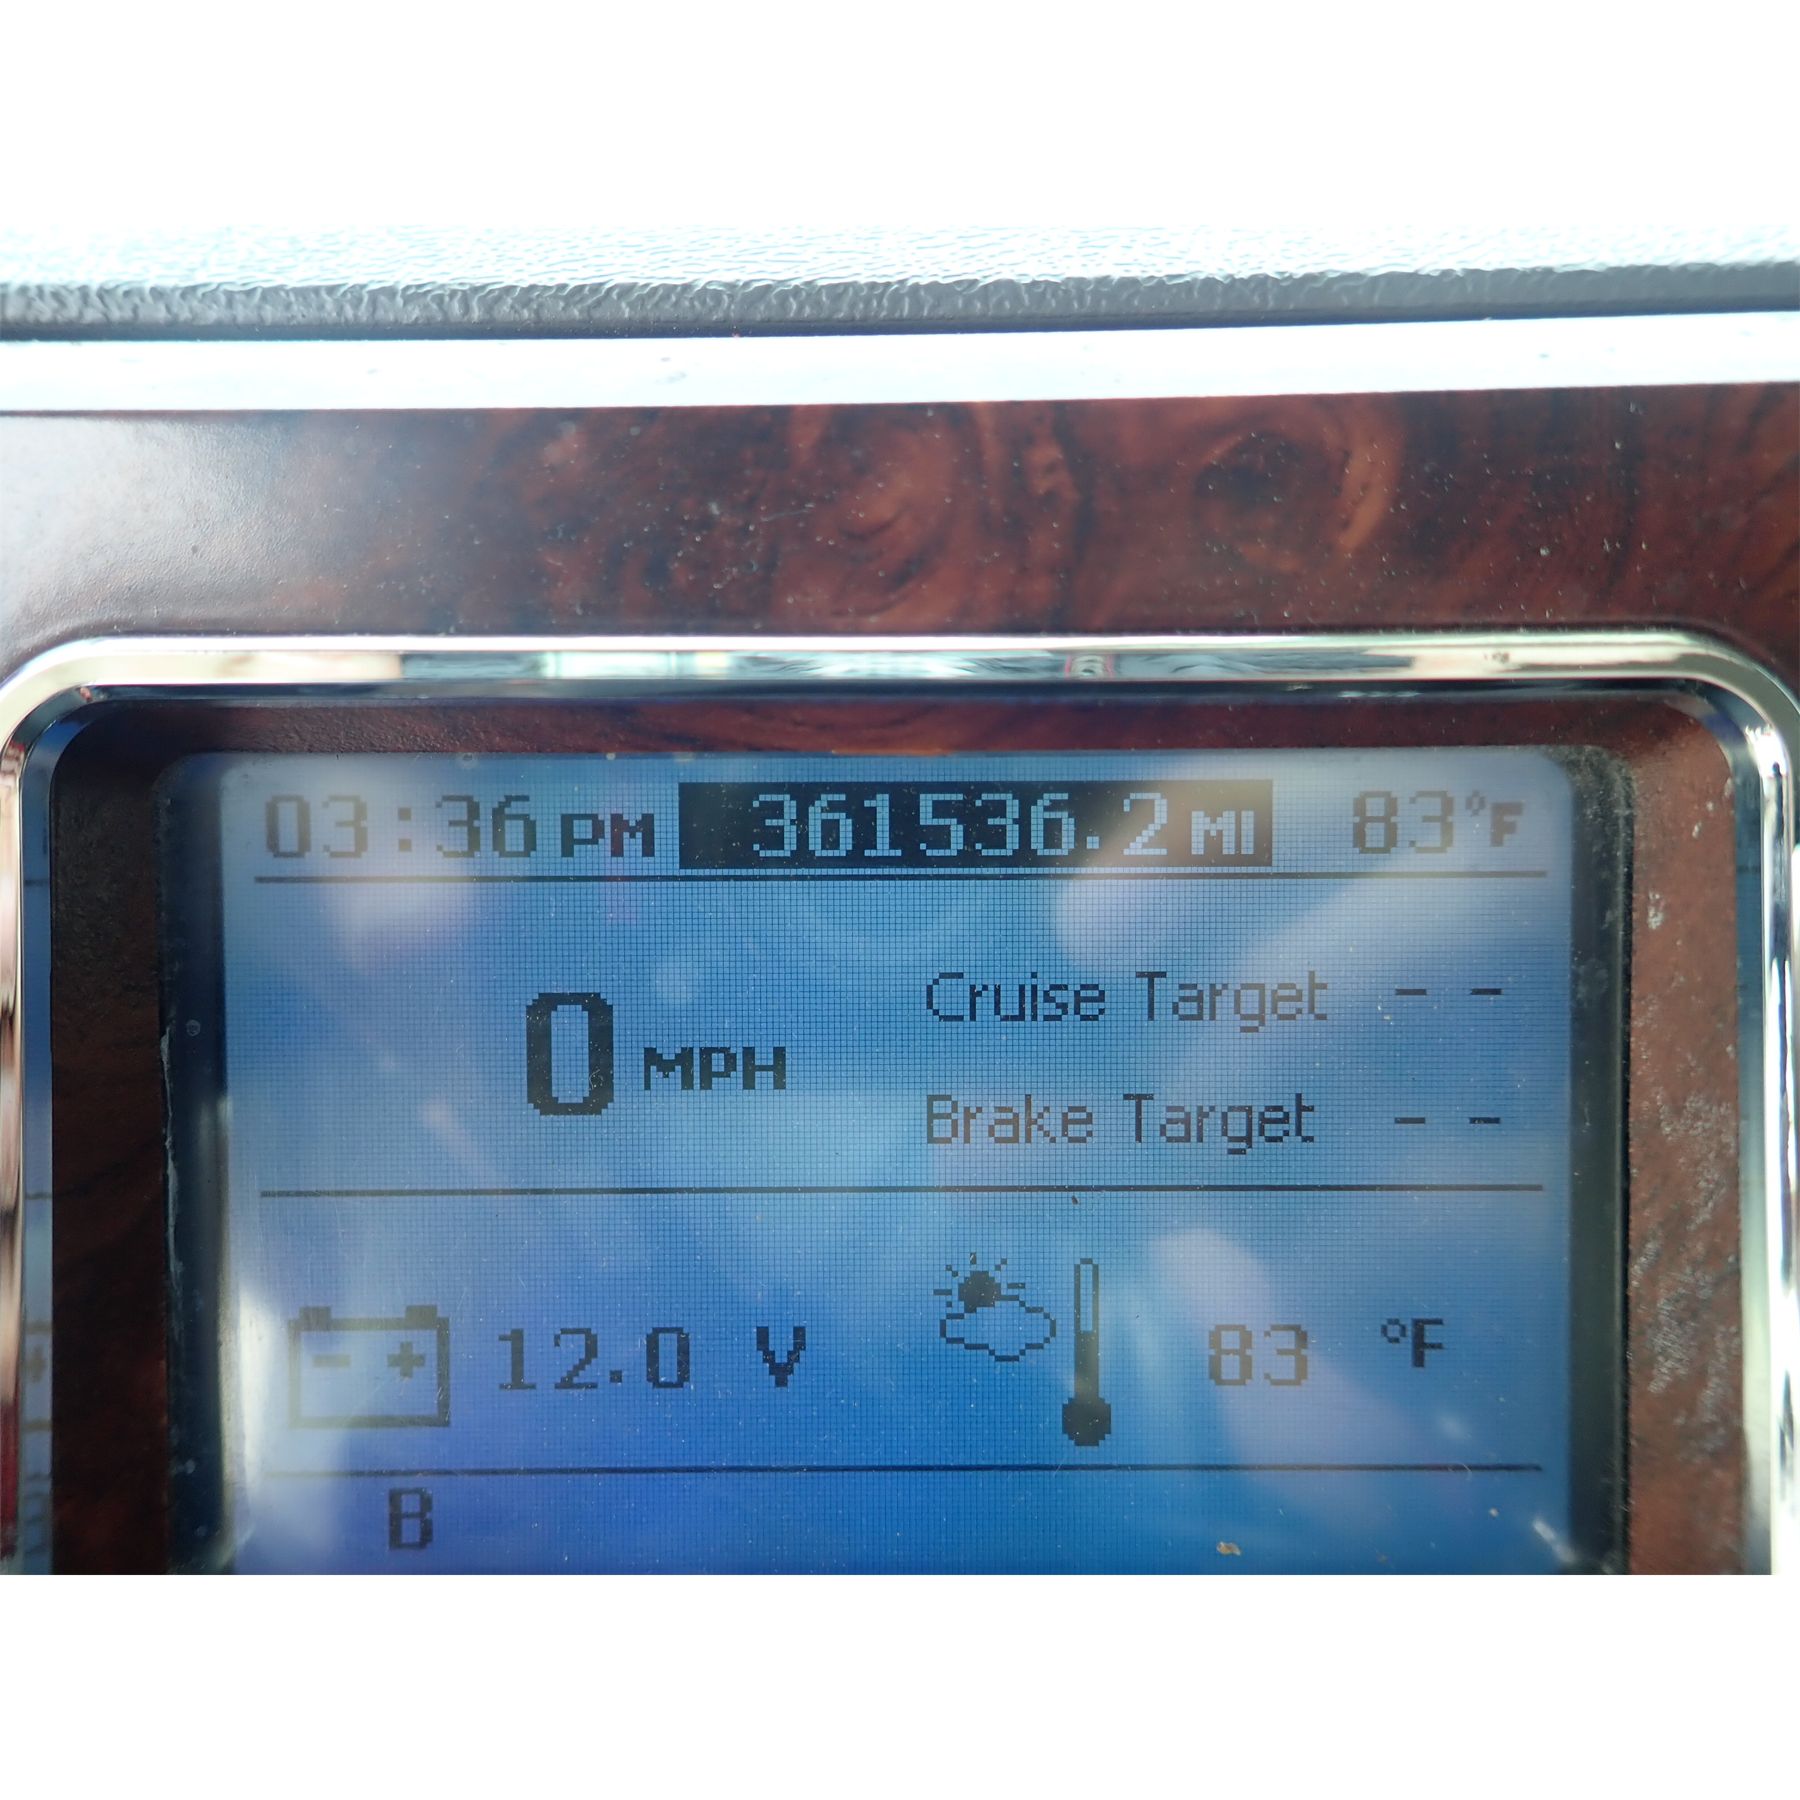 03:36 PM 361536.2 MI 83°F
0 MPH
Cruise Target - -
Brake Target - -
- + 12.0 V 83 °F
B